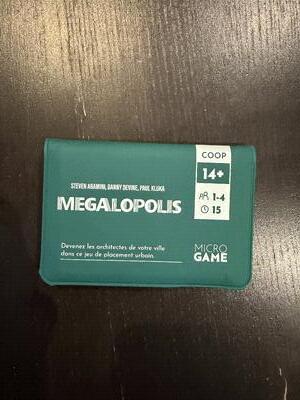 COOP
14+
1-4
15
STEVEN ARAMINI, DANNY DEVINE, PAUL KLUKA
MEGALOPOLIS
Devenez les architectes de votre ville
dans ce jeu de placement urbain.
MICRO
GAME